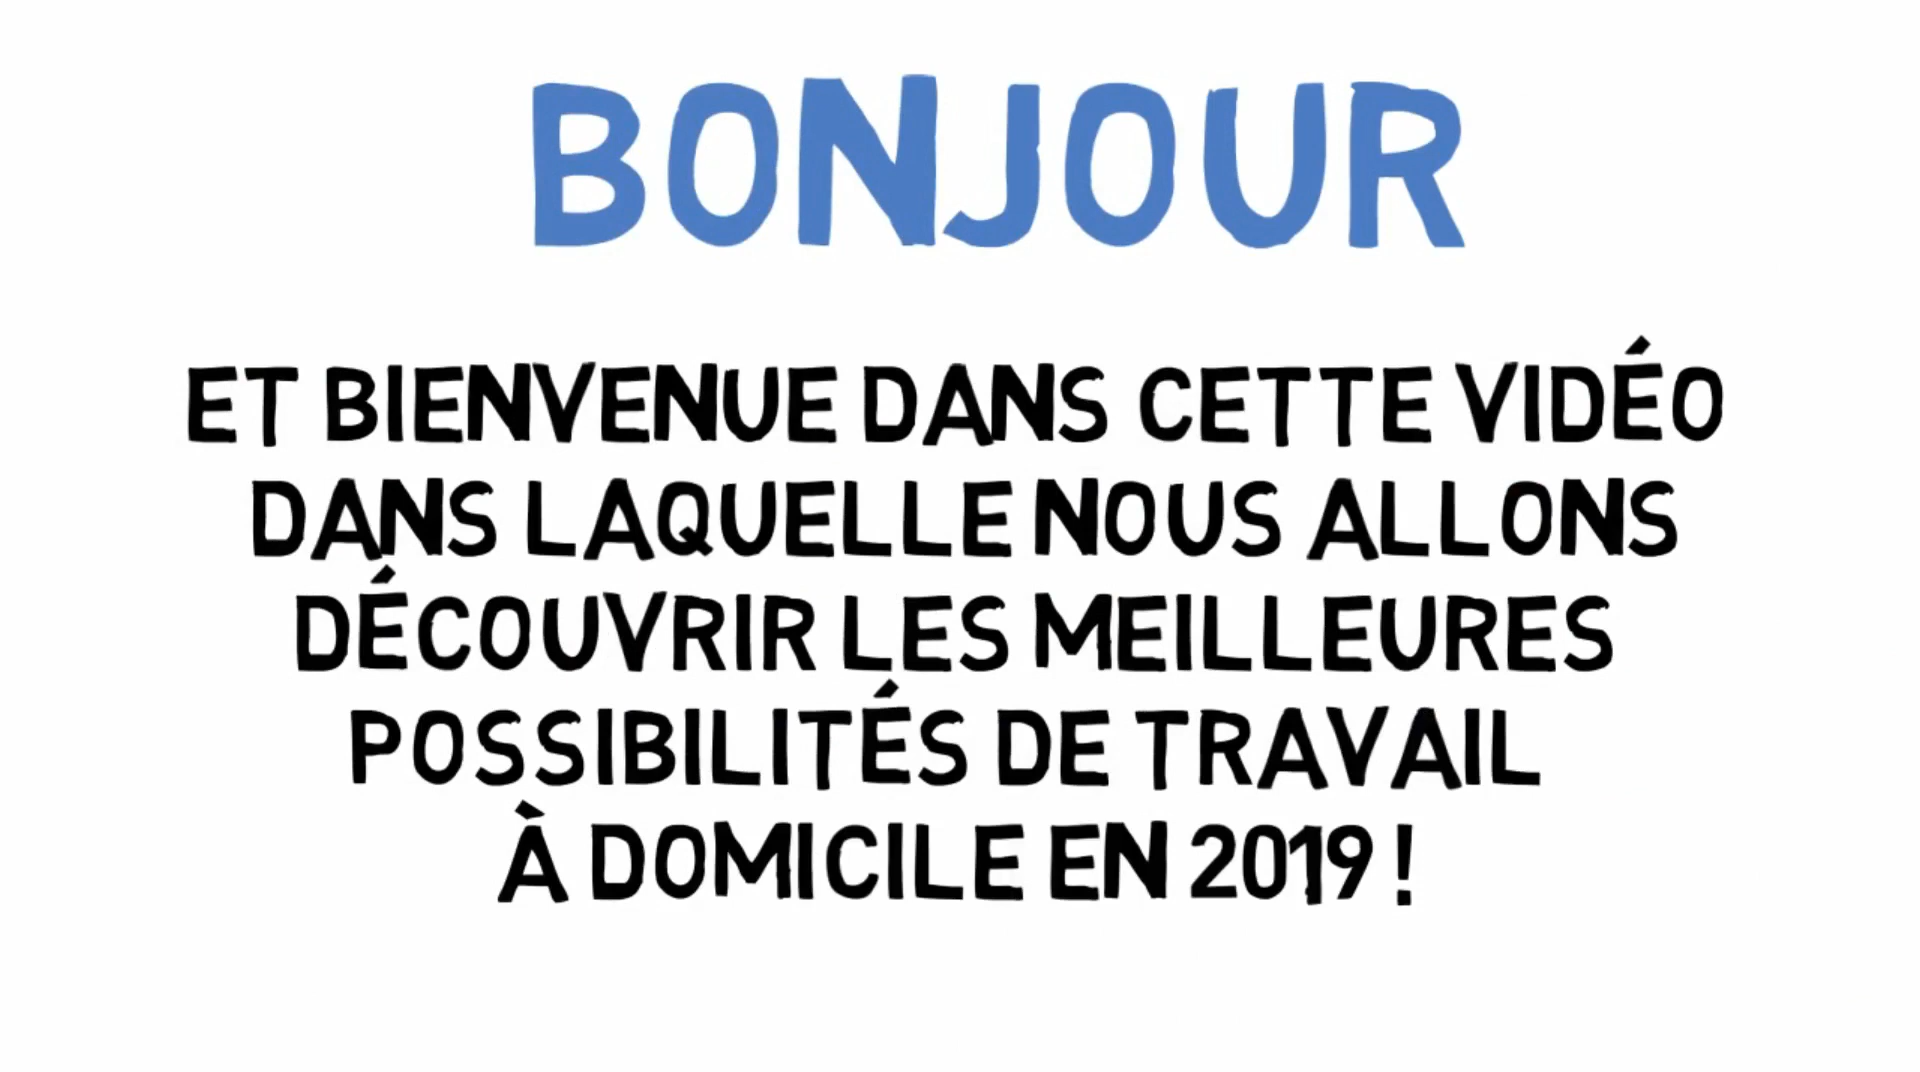 BONJOUR
ET BIENVENUE DANS CETTE VIDÉO
DANS LAQUELLE NOUS ALLONS
DÉCOUVRIR LES MEILLEURES
POSSIBILITÉS DE TRAVAIL
À DOMICILE EN 2019 !